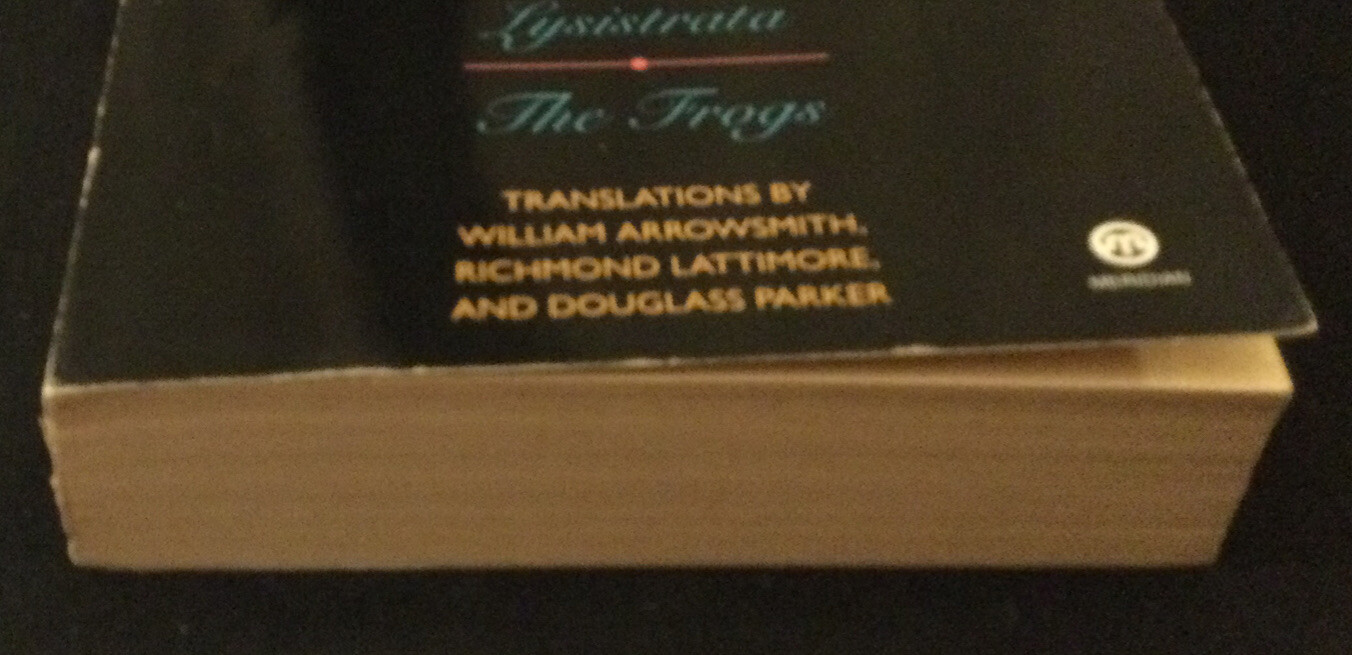 Lysistrata
The Frogs
TRANSLATIONS BY
WILLIAM ARROWSMITH,
RICHMOND LATTIMORE,
AND DOUGLASS PARKER
MERIDIAN